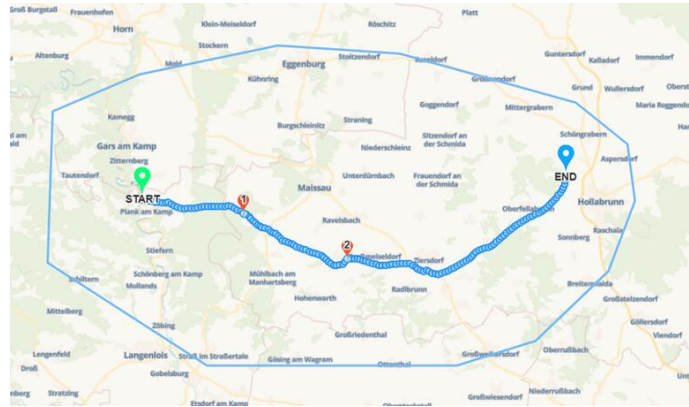 Groß Burgstall
Frauenhofen
Horn
Altenburg
Mold
Klein-Meiseldorf
Stockern
Kühnring
Eggenburg
Stoitzendorf
Röschitz
Roseldorf
Platt
Guntersdorf
Kalladorf
Immendorf
Großnondorf
Grund
Wullersdorf
Mittergrabern
Maria Roggendorf
Kamegg
Burgschleinitz
Straning
Goggendorf
Sitzendorf an
der Schmida
Schöngrabern
Gars am Kamp
Zitternberg
Niederschleinz
Aspersdorf
Tautendorf
START
Maissau
Unterdürnbach
Frauendorf an
der Schmida
END
1
Plank am Kamp
Ravelsbach
Oberfellabrunn
Hollabrunn
Raschala
Sonnberg
2
Stiefern
Gmeiseldorf
Ziersdorf
Schiltern
Schönberg am Kamp
Mollands
Mühlbach am
Manhartsberg
Radlbrunn
Breitenwaida
Großstelzendorf
Hohenwarth
Mittelberg
Zöbing
Großriedenthal
Göllersdorf
Viendorf
Lengenfeld
Langenlois
Straß im Straßertale
Gösing am Wagram
Ottenthal
Großweikersdorf
Oberrußbach
Droß
Gobelsburg
Stratzing
Etsdorf am Kamp
Großwiesendorf
Niederrußbach